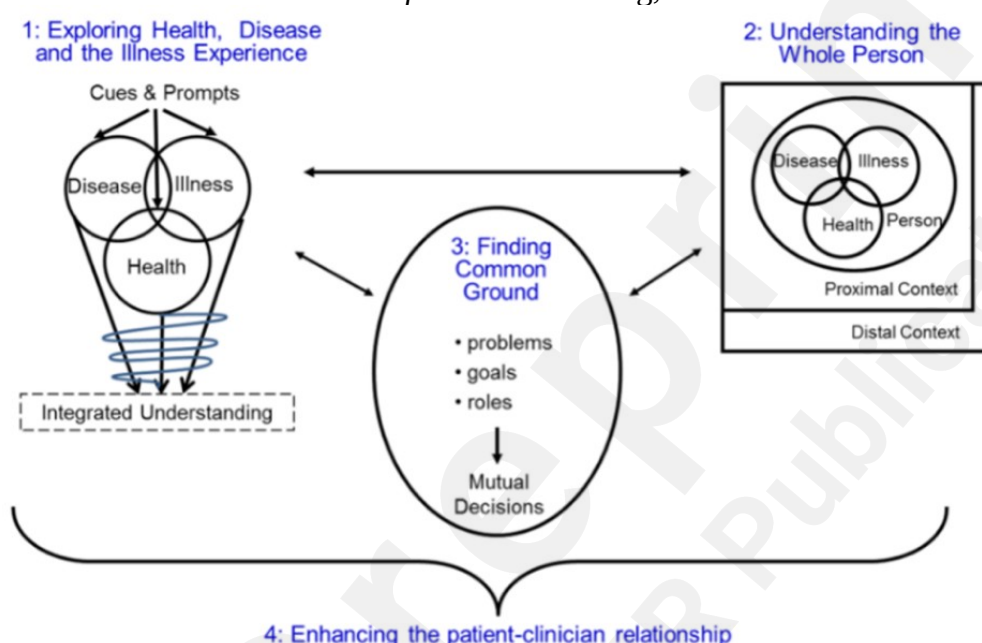 1: Exploring Health, Disease
and the Illness Experience
Cues & Prompts
Disease
Illness
Health
Integrated Understanding
2: Understanding the
Whole Person
Disease
Illness
Health
Person
Proximal Context
Distal Context
3: Finding
Common
Ground
• problems
• goals
• roles
Mutual
Decisions
4: Enhancing the patient-clinician relationship